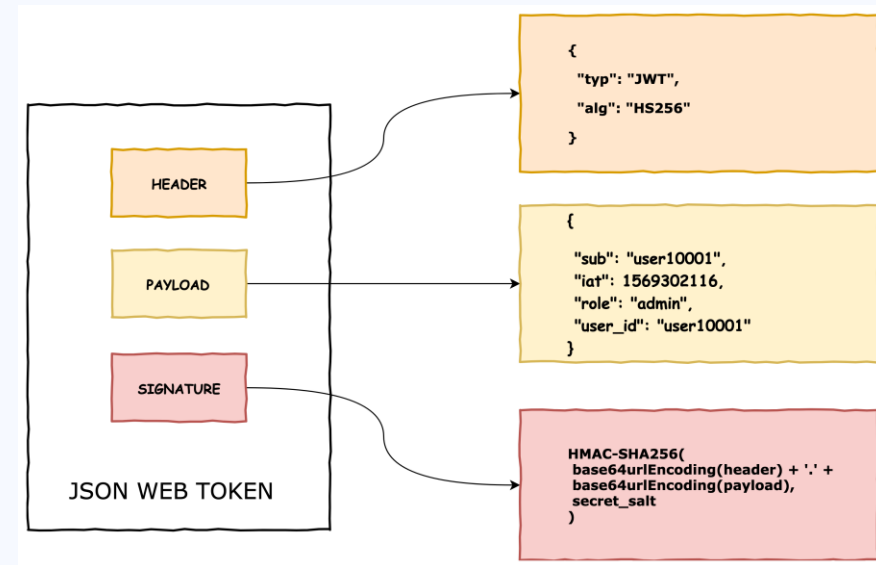 HEADER
PAYLOAD
SIGNATURE
JSON WEB TOKEN
{
"typ": "JWT",
"alg": "HS256"
}
{
"sub": "user10001",
"iat": 1569302116,
"role": "admin",
"user_id": "user10001"
}
HMAC-SHA256(
base64urlEncoding(header) + '.' +
base64urlEncoding(payload),
secret_salt
)